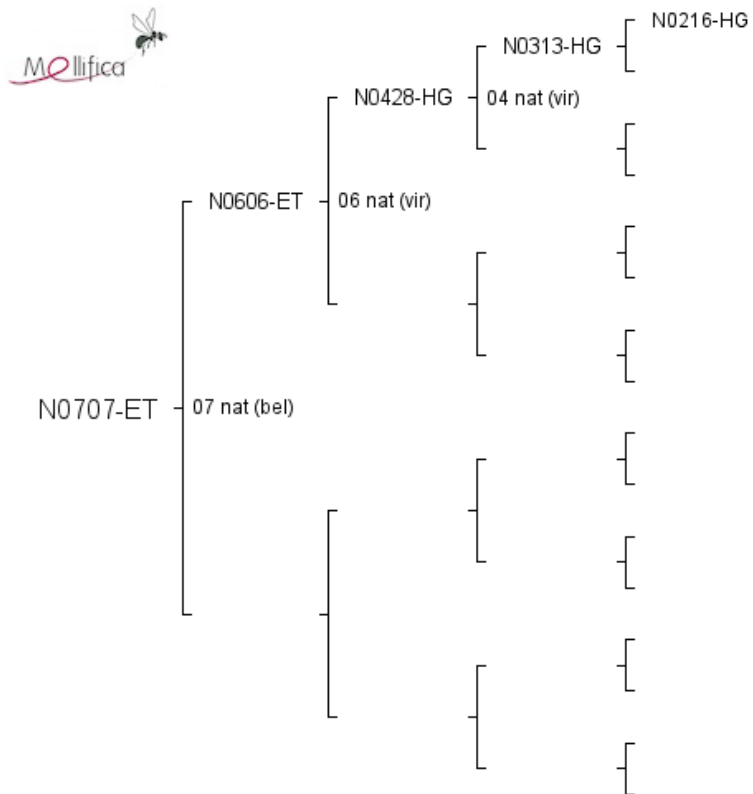 Mellifica
N0216-HG
N0313-HG
N0428-HG
04 nat (vir)
N0606-ET
06 nat (vir)
N0707-ET
07 nat (bel)